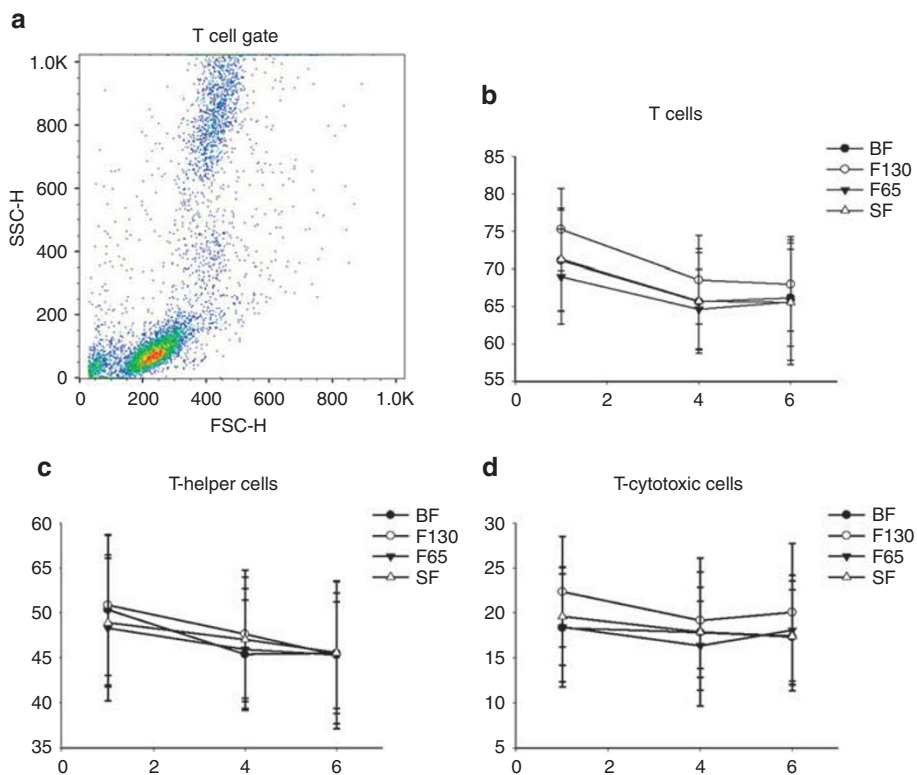 a
T cell gate
1.0K
800
600
400
200
0
SSC-H
0 200 400 600 800 1.0K
FSC-H
b
T cells
BF
F130
F65
SF
85
80
75
70
65
60
55
0 2 4 6
c
T-helper cells
BF
F130
F65
SF
60
65
50
45
40
35
0 2 4 6
d
T-cytotoxic cells
BF
F130
F65
SF
30
25
20
15
10
5
0 2 4 6